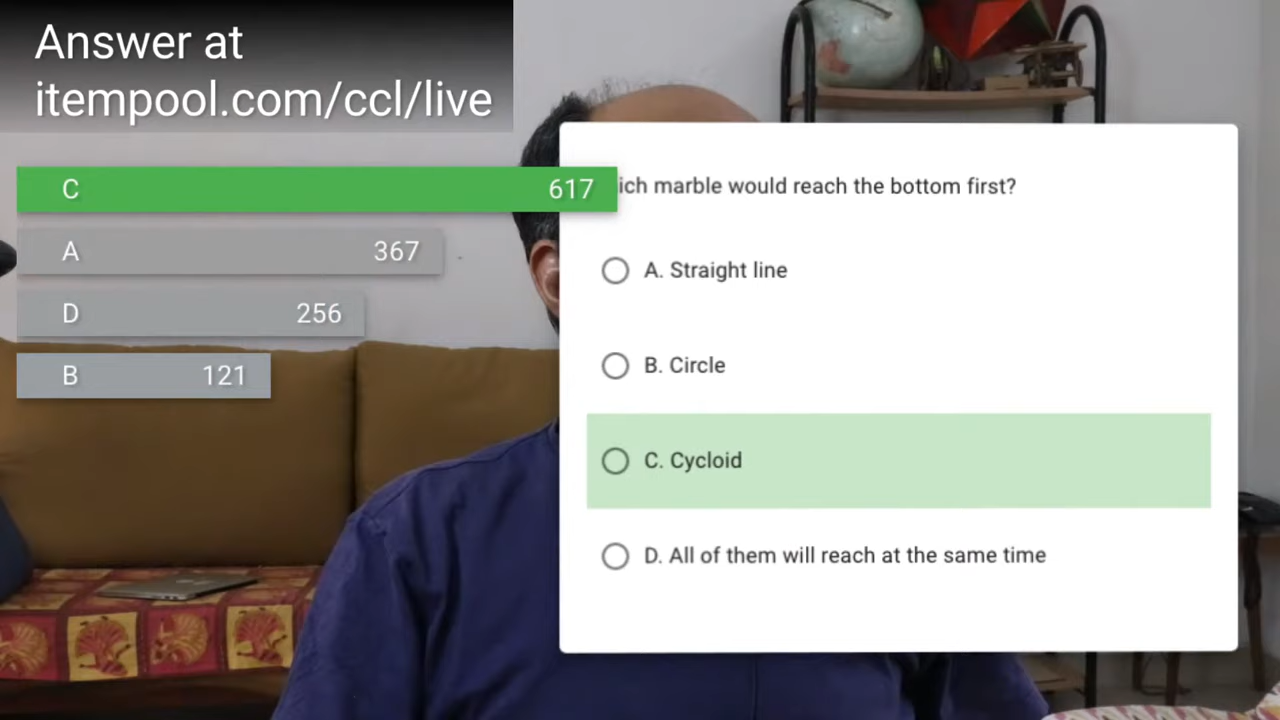 Answer at
itempool.com/ccl/live
C 617
A 367
D 256
B 121
ich marble would reach the bottom first?
A. Straight line
B. Circle
C. Cycloid
D. All of them will reach at the same time